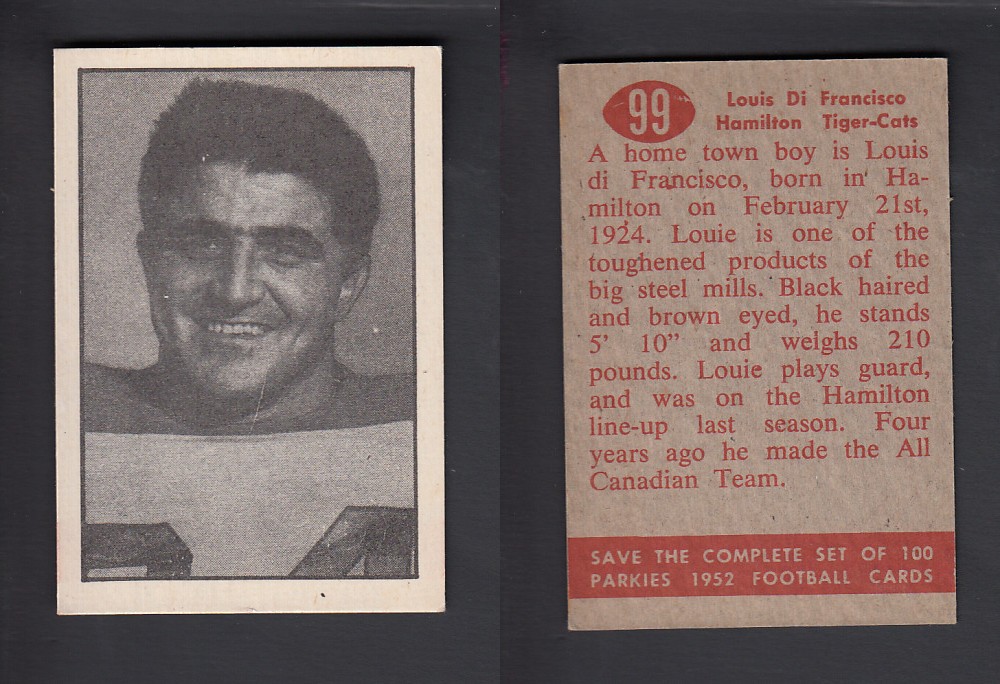 99
Louis Di Francisco
Hamilton Tiger-Cats
A home town boy is Louis
di Francisco, born in Ha-
milton on February 21st,
1924. Louie is one of the
toughened products of the
big steel mills. Black haired
and brown eyed, he stands
5' 10" and weighs 210
pounds. Louie plays guard,
and was on the Hamilton
line-up last season. Four
years ago he made the All
Canadian Team.
SAVE THE COMPLETE SET OF 100
PARKIES 1952 FOOTBALL CARDS